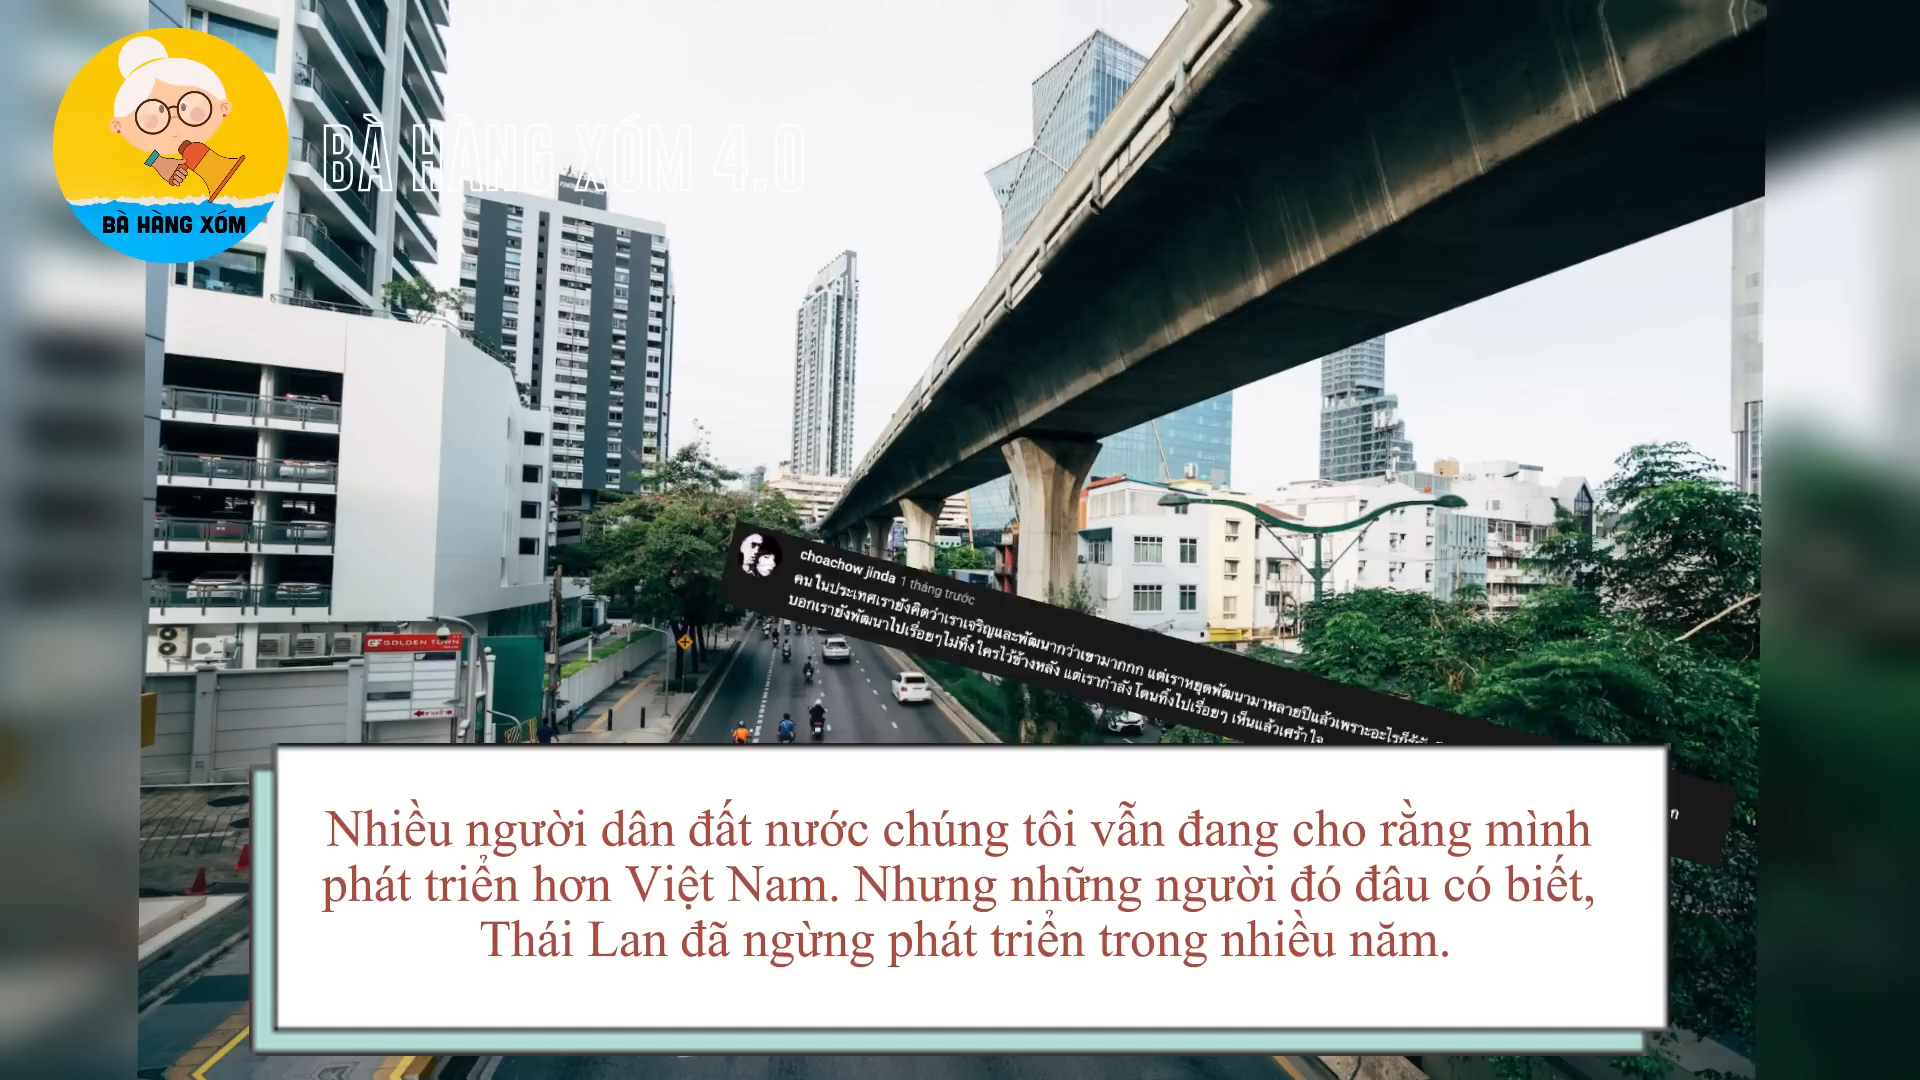 BÀ HÀNG XÓM 4.0
BÀ HÀNG XÓM
GOLDEN TOWN
choachow jinda 1 tháng trước
คนในประเทศเรายังคิดว่าเราเจริญและพัฒนากว่าเขามากกก แต่เราหยุดพัฒนามาหลายปีแล้วเพราะอะไรก็รู้
บอกเรายังพัฒนาไปเรื่อยๆไม่ทิ้งใครไว้ข้างหลัง แต่เรากำลังโดนทิ้งไปเรื่อยๆ เห็นแล้วเศร้าใจ
Nhiều người dân đất nước chúng tôi vẫn đang cho rằng mình
phát triển hơn Việt Nam. Nhưng những người đó đâu có biết,
Thái Lan đã ngừng phát triển trong nhiều năm.